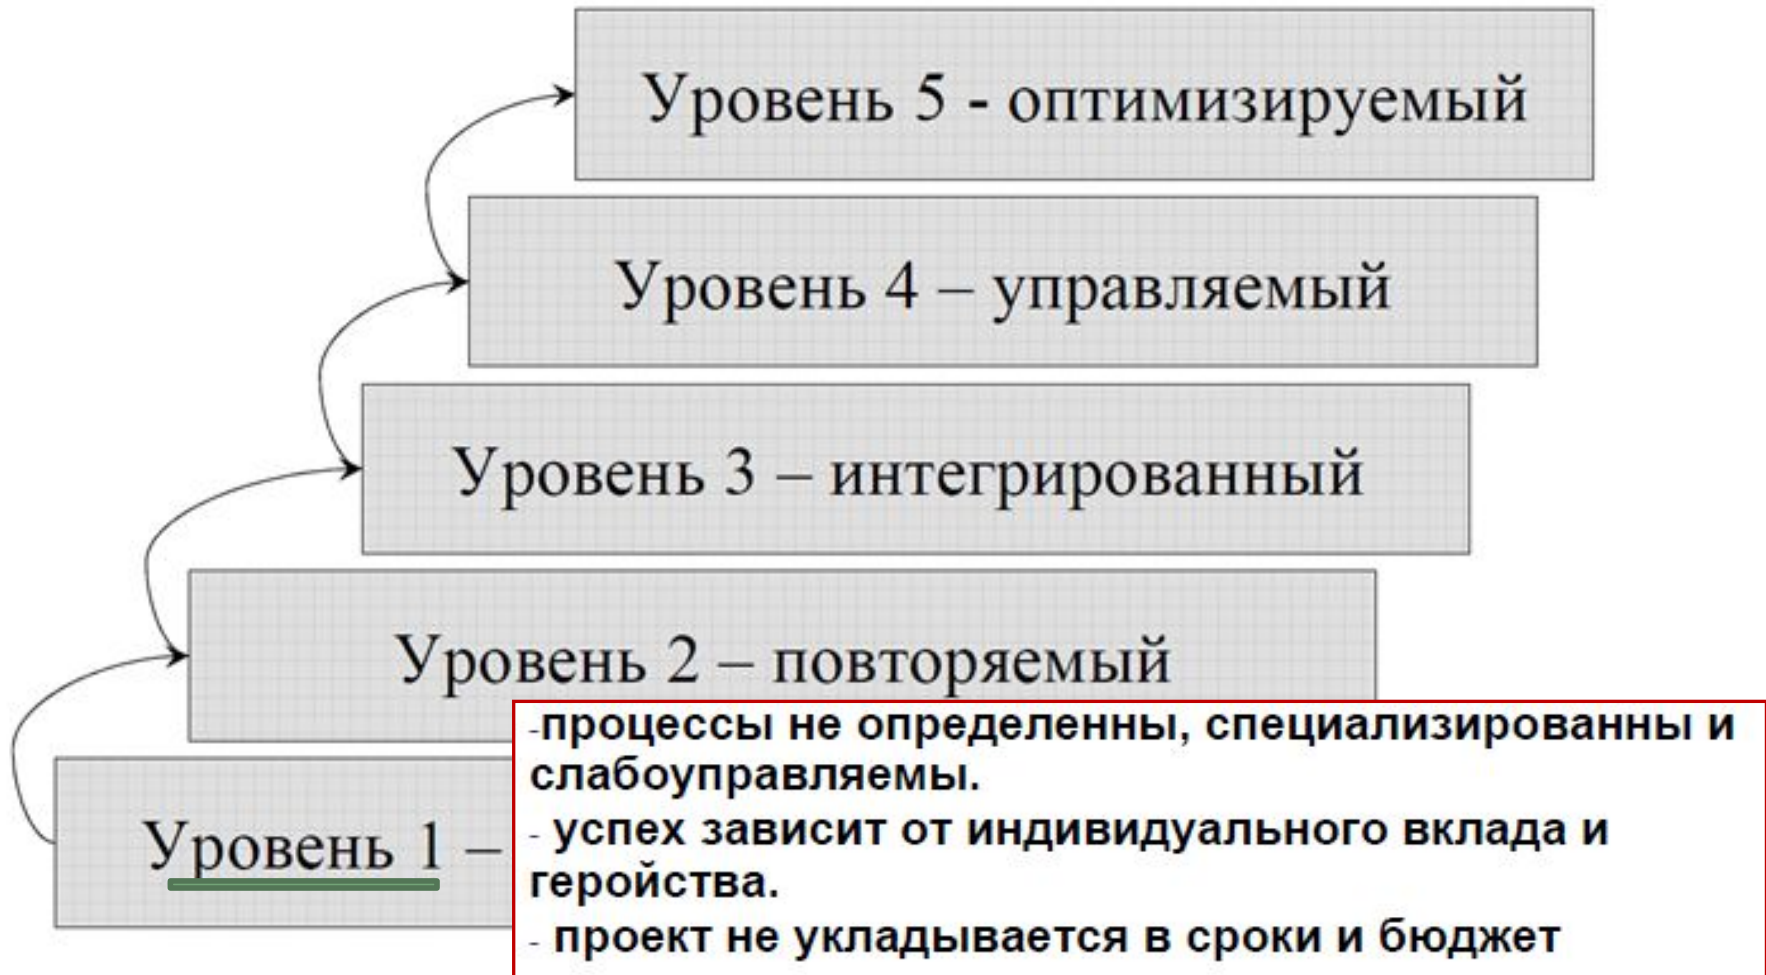 Уровень 5 - оптимизируемый
Уровень 4 – управляемый
Уровень 3 – интегрированный
Уровень 2 – повторяемый
Уровень 1 –
-процессы не определенны, специализированны и
слабоуправляемы.
- успех зависит от индивидуального вклада и
геройства.
- проект не укладывается в сроки и бюджет